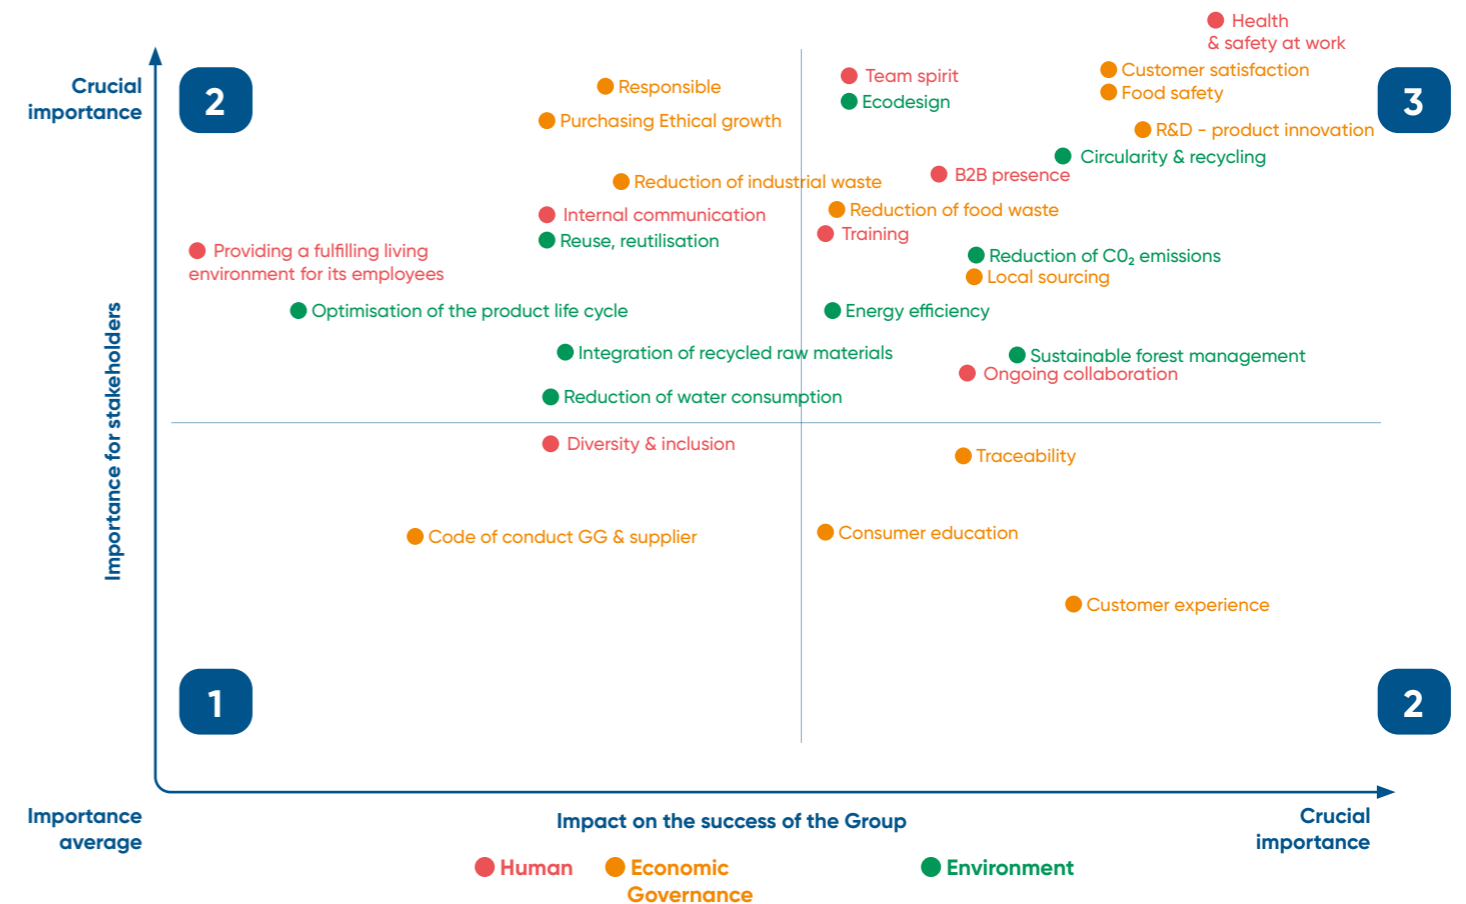 Health
& safety at work
Crucial
importance
2
Responsible
Team spirit
Customer satisfaction
3
Ecodesign
Food safety
Purchasing Ethical growth
R&D - product innovation
Circularity & recycling
Reduction of industrial waste
B2B presence
Internal communication
Reduction of food waste
Reuse, reutilisation
Training
Providing a fulfilling living
environment for its employees
Reduction of C0₂ emissions
Local sourcing
Optimisation of the product life cycle
Energy efficiency
Integration of recycled raw materials
Sustainable forest management
Ongoing collaboration
Reduction of water consumption
Importance for stakeholders
Diversity & inclusion
Traceability
Code of conduct GG & supplier
Consumer education
Customer experience
1
2
Importance
average
Impact on the success of the Group
Crucial
importance
Human
Economic
Governance
Environment